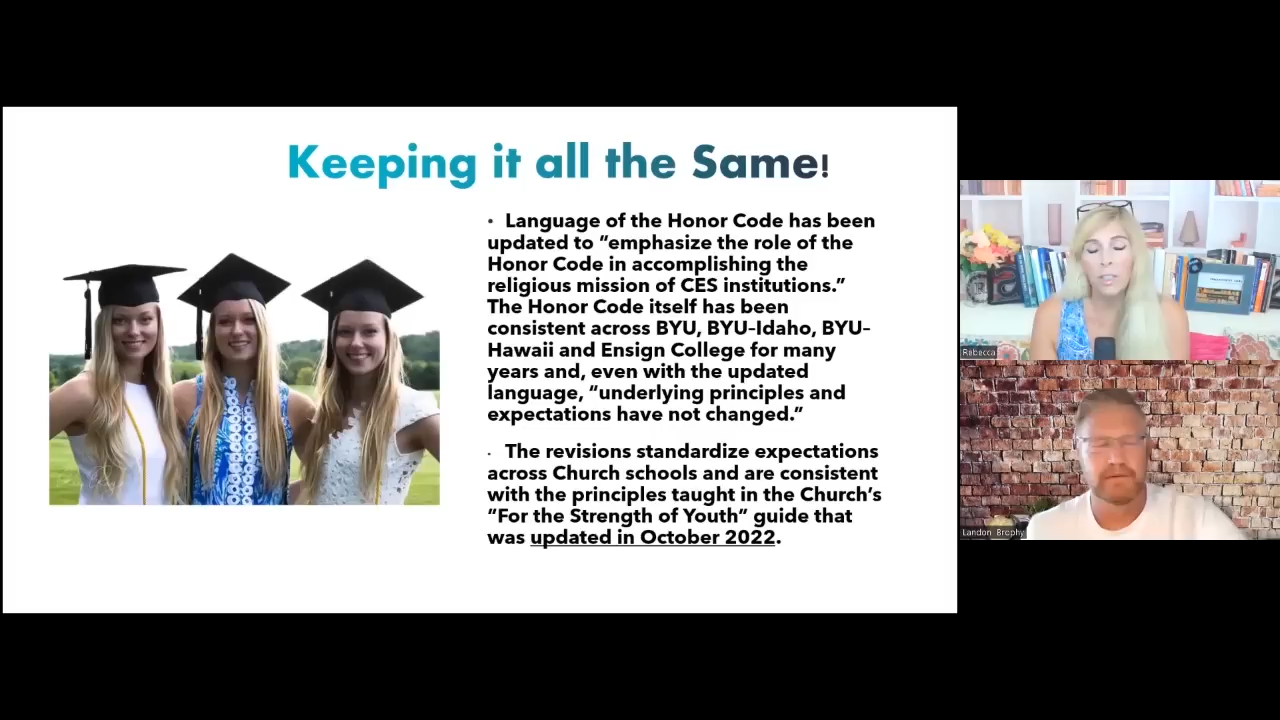 Keeping it all the Same!
• Language of the Honor Code has been
updated to “emphasize the role of the
Honor Code in accomplishing the
religious mission of CES institutions.”
The Honor Code itself has been
consistent across BYU, BYU–Idaho, BYU–
Hawaii and Ensign College for many
years and, even with the updated
language, “underlying principles and
expectations have not changed.”
• The revisions standardize expectations
across Church schools and are consistent
with the principles taught in the Church’s
”For the Strength of Youth” guide that
was updated in October 2022.
Rebecca
Landon Brophy